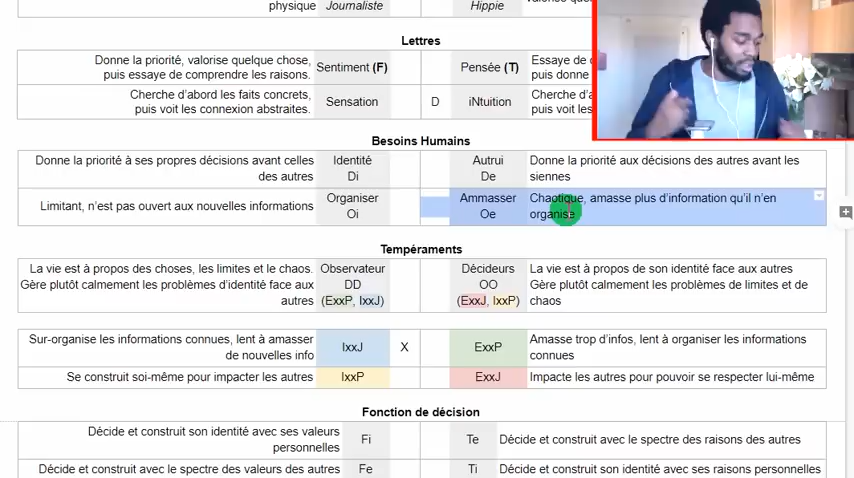 physique Journaliste Hippie valorise
Lettres
Donne la priorité, valorise quelque chose,
puis essaye de comprendre les raisons.
Sentiment (F)
Pensée (T)
Essaye de
puis donne
Cherche d'abord les faits concrets,
puis voit les connexion abstraites.
Sensation
D
iNtuition
Cherche
puis voit les
Besoins Humains
Donne la priorité à ses propres décisions avant celles
des autres
Identité
Di
Autrui
De
Donne la priorité aux décisions des autres avant les
siennes
Limitant, n'est pas ouvert aux nouvelles informations
Organiser
Oi
Ammasser
Oe
Chaotique, amasse plus d'information qu'il n'en
organise
Tempéraments
La vie est à propos des choses, les limites et le chaos.
Gère plutôt calmement les problèmes d'identité face aux
autres
Observateur
DD
(ExxP, IxxJ)
Décideurs
OO
(ExxJ, IxxP)
La vie est à propos de son identité face aux autres
Gère plutôt calmement les problèmes de limites et de
chaos
Sur-organise les informations connues, lent à amasser
de nouvelles info
IxxJ
X
ExxP
Amasse trop d'infos, lent à organiser les informations
connues
Se construit soi-même pour impacter les autres
IxxP
ExxJ
Impacte les autres pour pouvoir se respecter lui-même
Fonction de décision
Décide et construit son identité avec ses valeurs
personnelles
Fi
Te
Décide et construit avec le spectre des raisons des autres
Décide et construit avec le spectre des valeurs des autres
Fe
Ti
Décide et construit son identité avec ses raisons personnelles